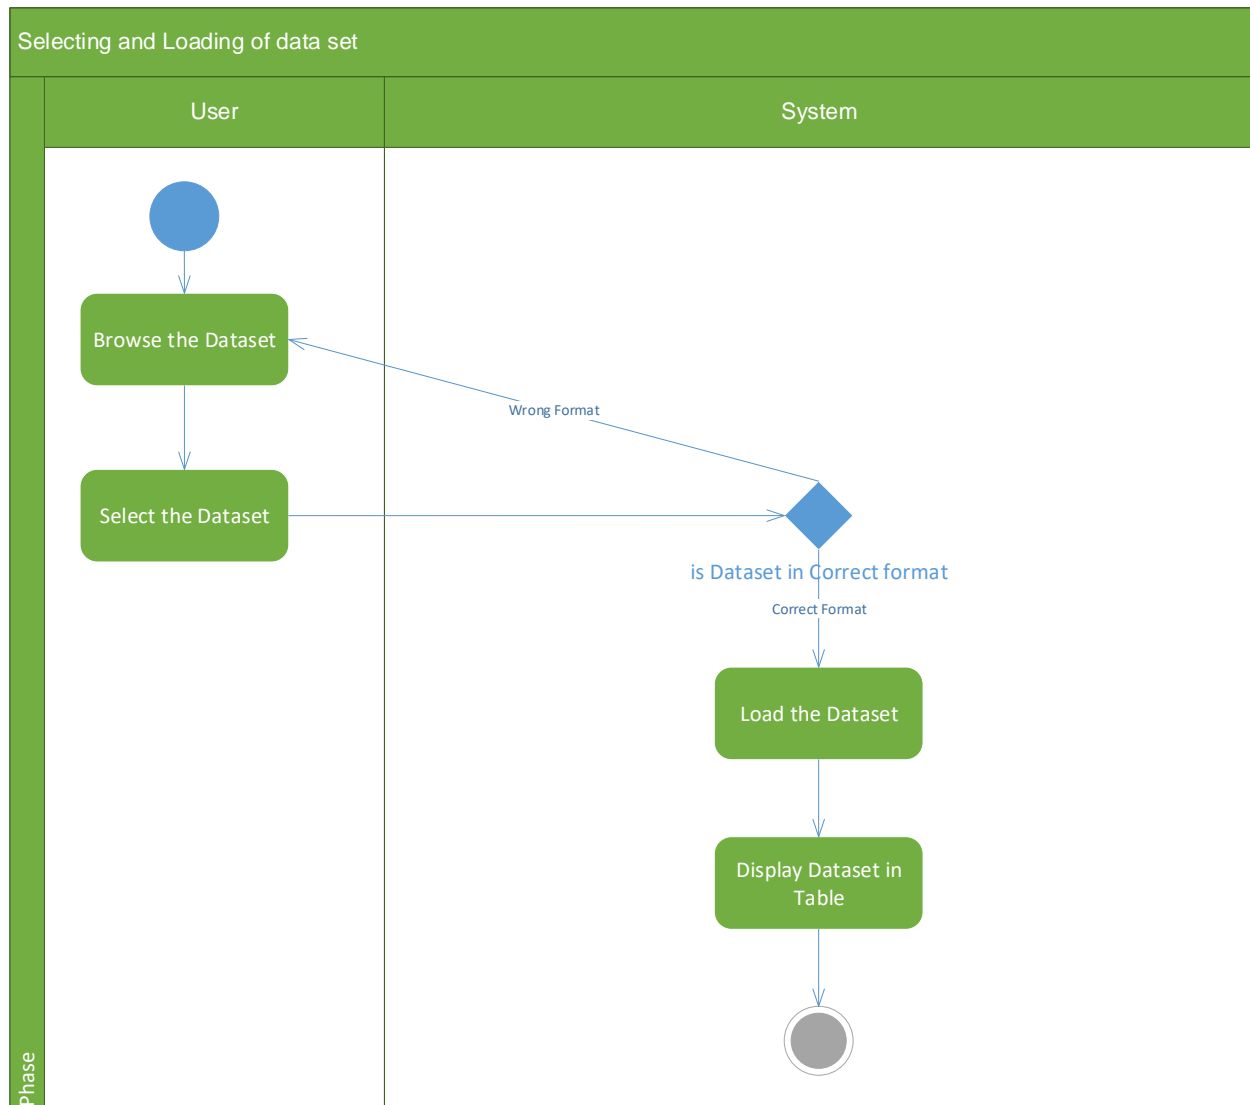 Selecting and Loading of data set
User
System
Browse the Dataset
Wrong Format
Select the Dataset
is Dataset in Correct format
Correct Format
Load the Dataset
Display Dataset in
Table
Phase